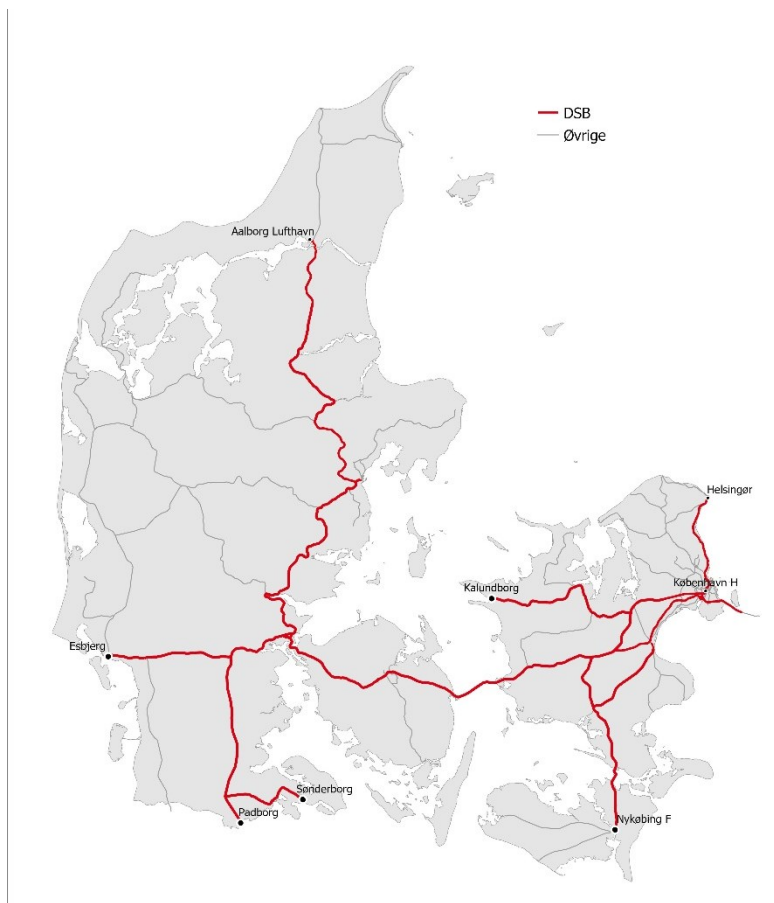 DSB
Øvrige
Aalborg Lufthavn
Helsingør
København H
Kalundborg
Esbjerg
Sønderborg
Padborg
Nykøbing F